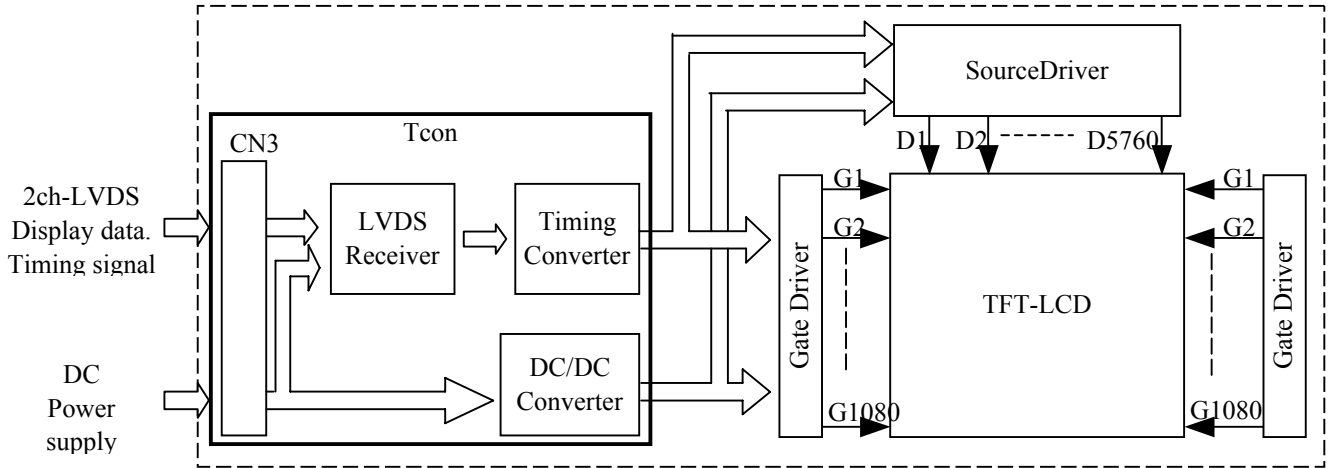 SourceDriver
Tcon
CN3
D1
D2
D5760
2ch-LVDS
Display data.
Timing signal
LVDS
Receiver
Timing
Converter
G1
G2
G1080
Gate Driver
TFT-LCD
G1
G2
G1080
Gate Driver
DC
Power
supply
DC/DC
Converter